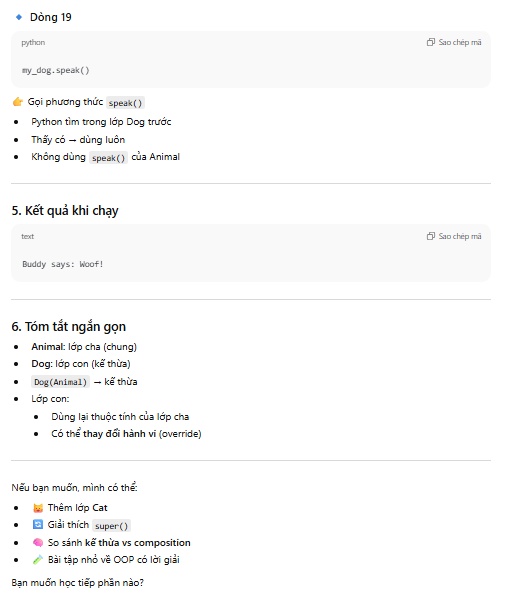 🔹 Dòng 19
python
Sao chép mã
my_dog.speak()
👉 Gọi phương thức speak()
• Python tìm trong lớp Dog trước
• Thấy có → dùng luôn
• Không dùng speak() của Animal
5. Kết quả khi chạy
text
Sao chép mã
Buddy says: Woof!
6. Tóm tắt ngắn gọn
• Animal: lớp cha (chung)
• Dog: lớp con (kế thừa)
• Dog(Animal) → kế thừa
• Lớp con:
• Dùng lại thuộc tính của lớp cha
• Có thể thay đổi hành vi (override)
Nếu bạn muốn, mình có thể:
• 🐱 Thêm lớp Cat
• 🔄 Giải thích super()
• 🧠 So sánh kế thừa vs composition
• 🧪 Bài tập nhỏ về OOP có lời giải
Bạn muốn học tiếp phần nào?